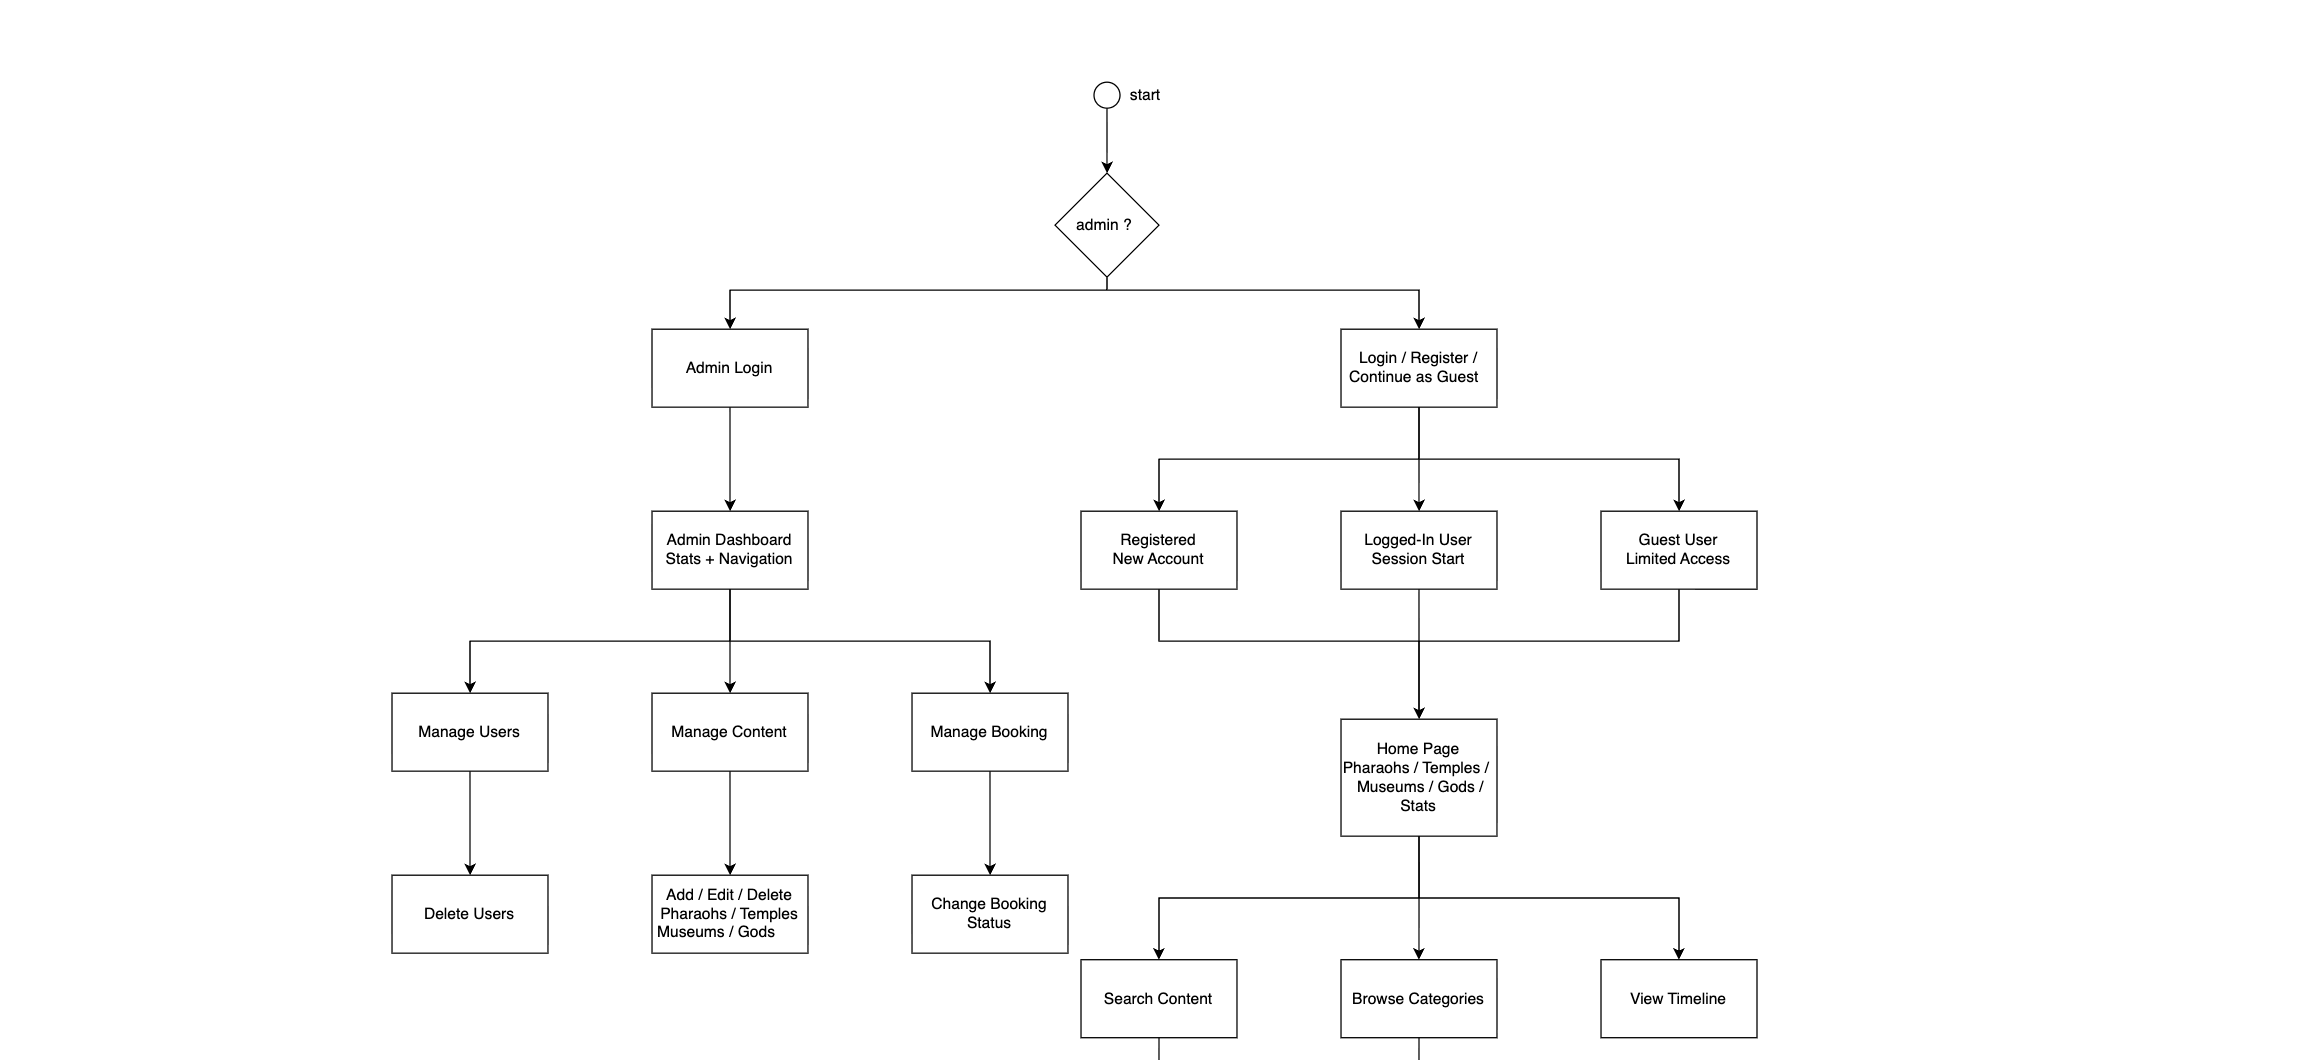 start
admin ?
Admin Login
Login / Register /
Continue as Guest
Admin Dashboard
Stats + Navigation
Registered
New Account
Logged-In User
Session Start
Guest User
Limited Access
Manage Users
Manage Content
Manage Booking
Home Page
Pharaohs / Temples /
Museums / Gods /
Stats
Delete Users
Add / Edit / Delete
Pharaohs / Temples
Museums / Gods
Change Booking
Status
Search Content
Browse Categories
View Timeline